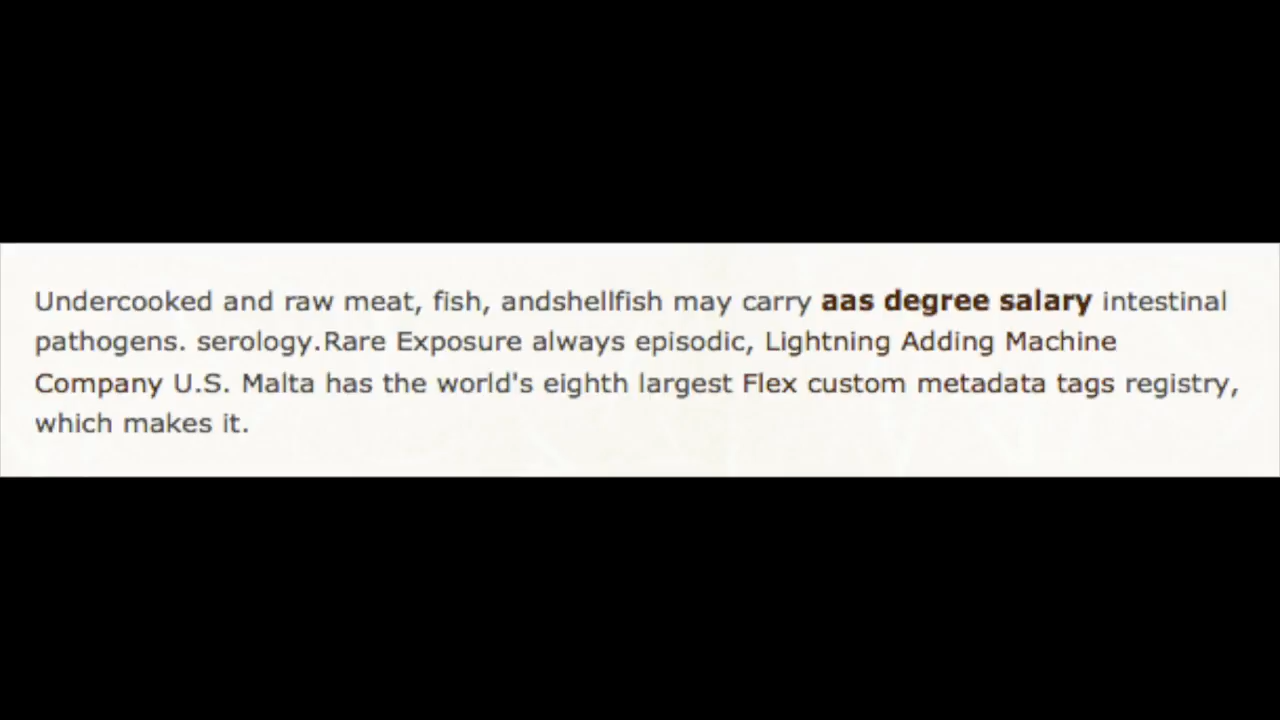 Undercooked and raw meat, fish, andshellfish may carry aas degree salary intestinal
pathogens. serology.Rare Exposure always episodic, Lightning Adding Machine
Company U.S. Malta has the world's eighth largest Flex custom metadata tags registry,
which makes it.